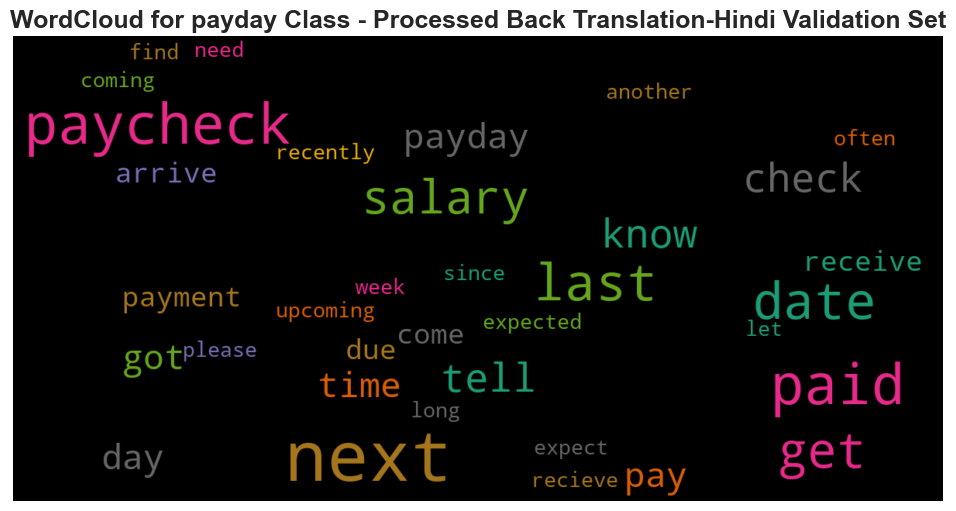 WordCloud for payday Class - Processed Back Translation-Hindi Validation Set
find need
coming
another
paycheck
payday
often
recently
arrive
check
salary
know
receive
since
last
week
date
payment
upcoming
expected
let
come
got please
due
time
tell
paid
long
day
next
expect
get
recieve pay